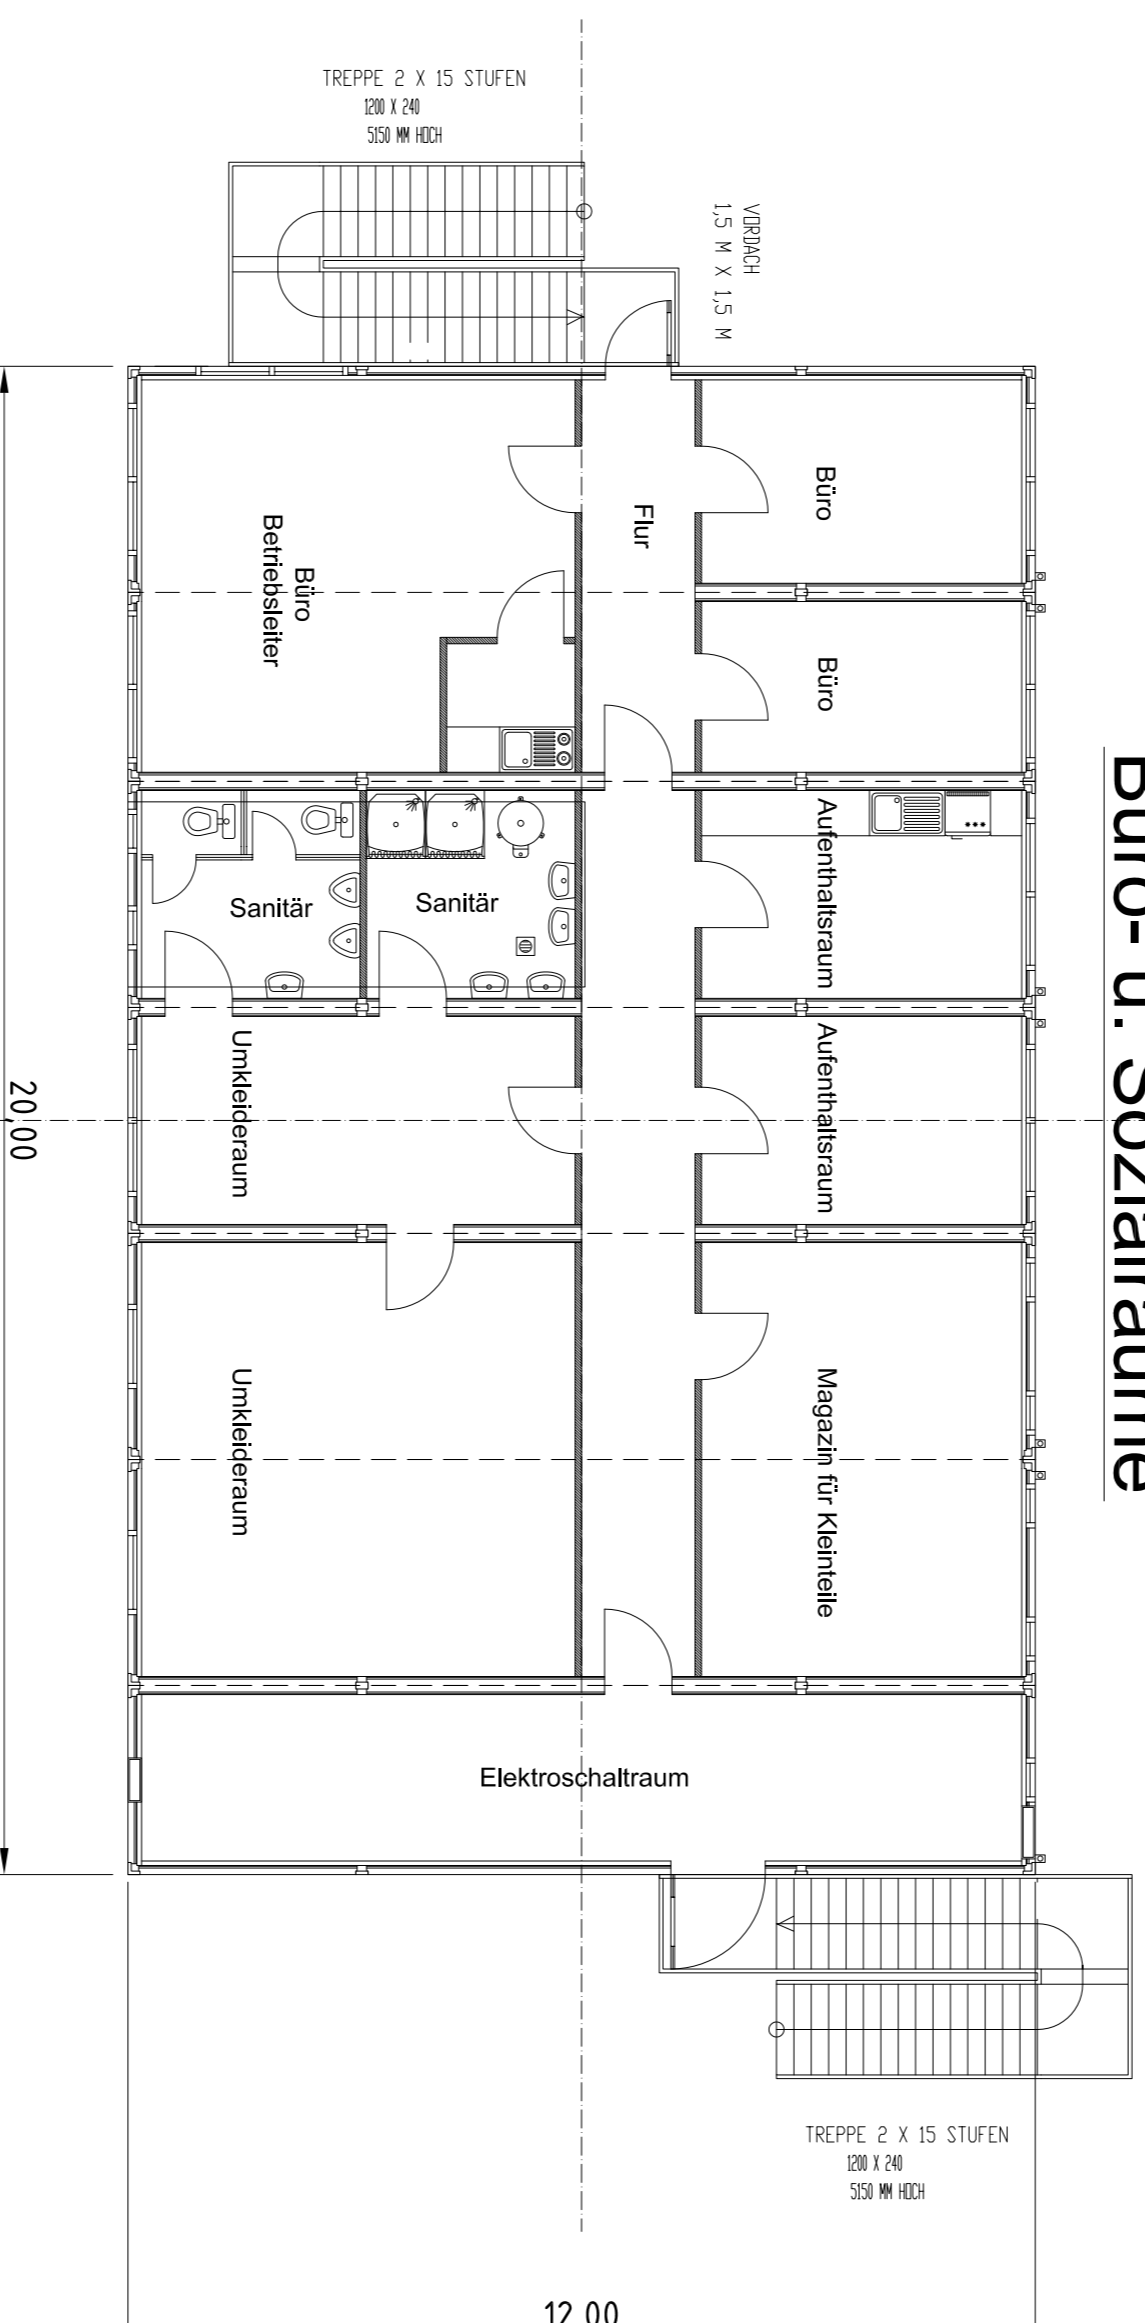 TREPPE 2 X 15 STUFEN
1200 X 240
5150 MM HOCH
VORDACH
1,5 M X 1,5 M
Büro- u. Sozialräume
Büro
Flur
Büro
Betriebsleiter
Büro
Aufenthaltsraum
Sanitär
Sanitär
Aufenthaltsraum
Umkleideraum
20,00
Magazin für Kleinteile
Umkleideraum
Elektroschaltraum
TREPPE 2 X 15 STUFEN
1200 X 240
5150 MM HOCH
12,00